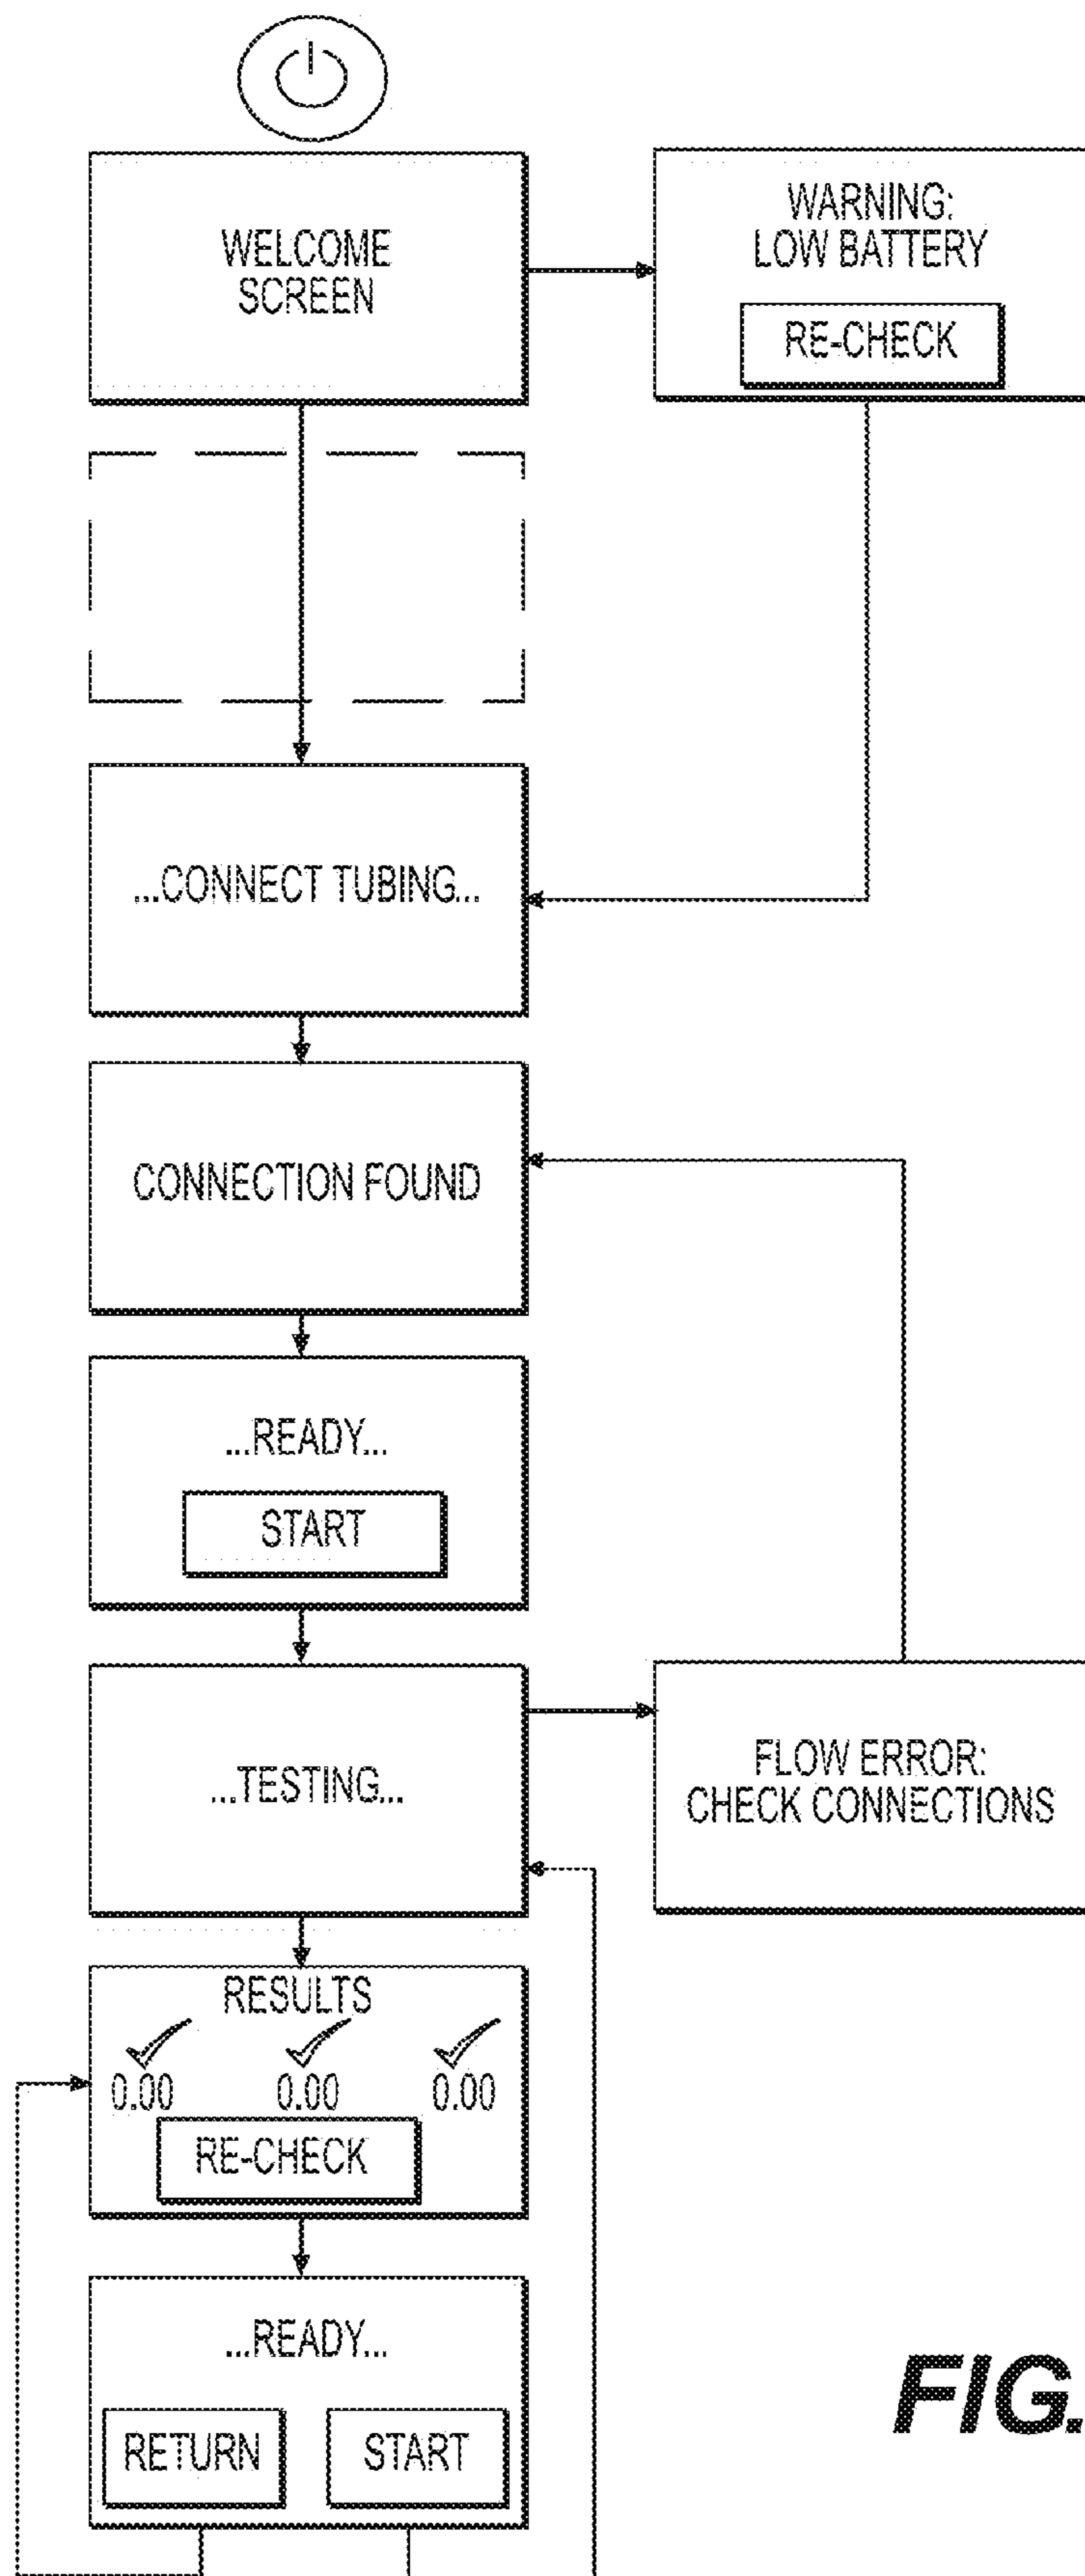 WELCOME
SCREEN
WARNING:
LOW BATTERY
RE-CHECK
...CONNECT TUBING...
CONNECTION FOUND
...READY...
START
...TESTING...
FLOW ERROR:
CHECK CONNECTIONS
RESULTS
0.00 0.00 0.00
RE-CHECK
...READY...
RETURN START
FIG.